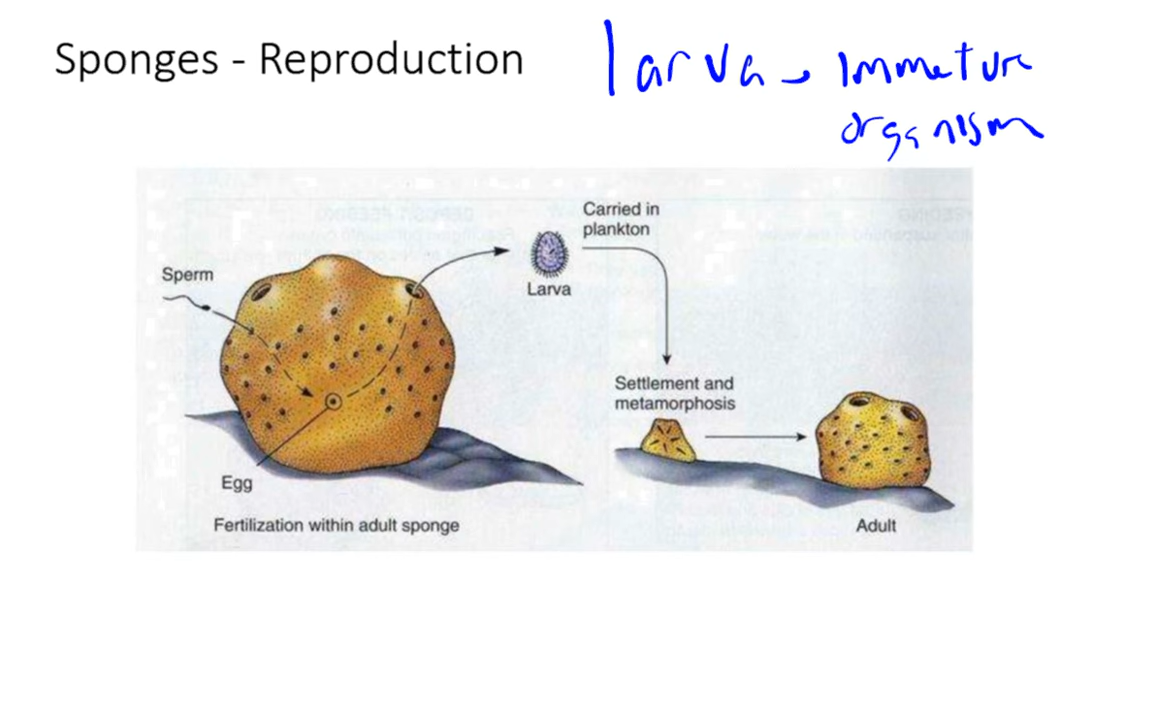 Sponges - Reproduction
larva → Immature
organism
Carried in
plankton
Sperm
Larva
Settlement and
metamorphosis
Egg
Fertilization within adult sponge
Adult